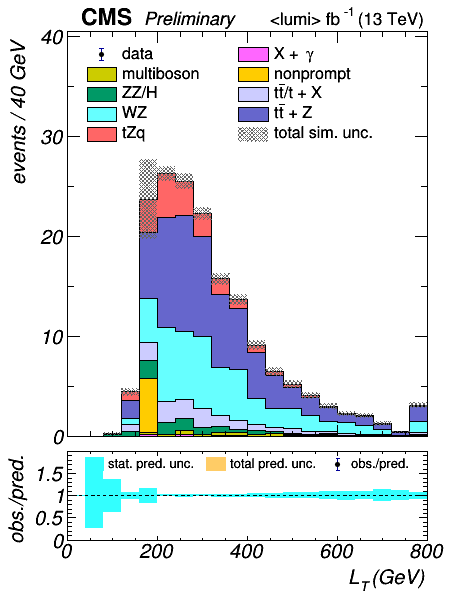 CMS Preliminary <lumi> fb⁻¹ (13 TeV)
events / 40 GeV
40
30
20
10
0
data
X + γ
multiboson
nonprompt
ZZ/H
tt̄/t + X
WZ
tt̄ + Z
tZq
total sim. unc.
obs./pred.
1.5
1
0.5
0
stat. pred. unc.
total pred. unc.
obs./pred.
0 200 400 600 800
L_T(GeV)